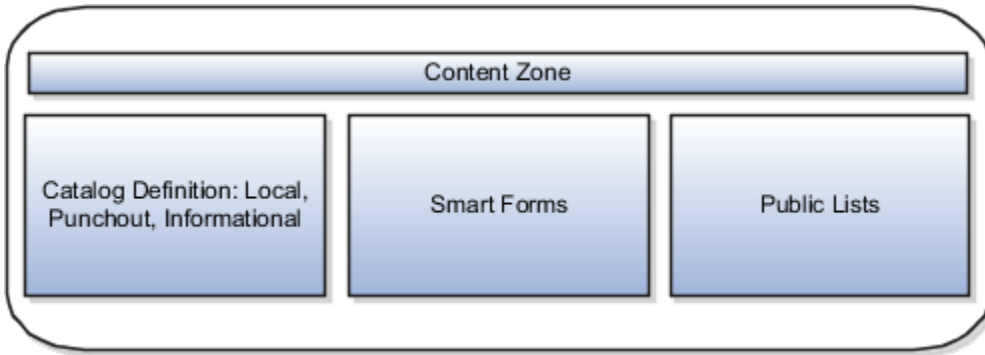 Content Zone
Catalog Definition: Local,
Punchout, Informational
Smart Forms
Public Lists